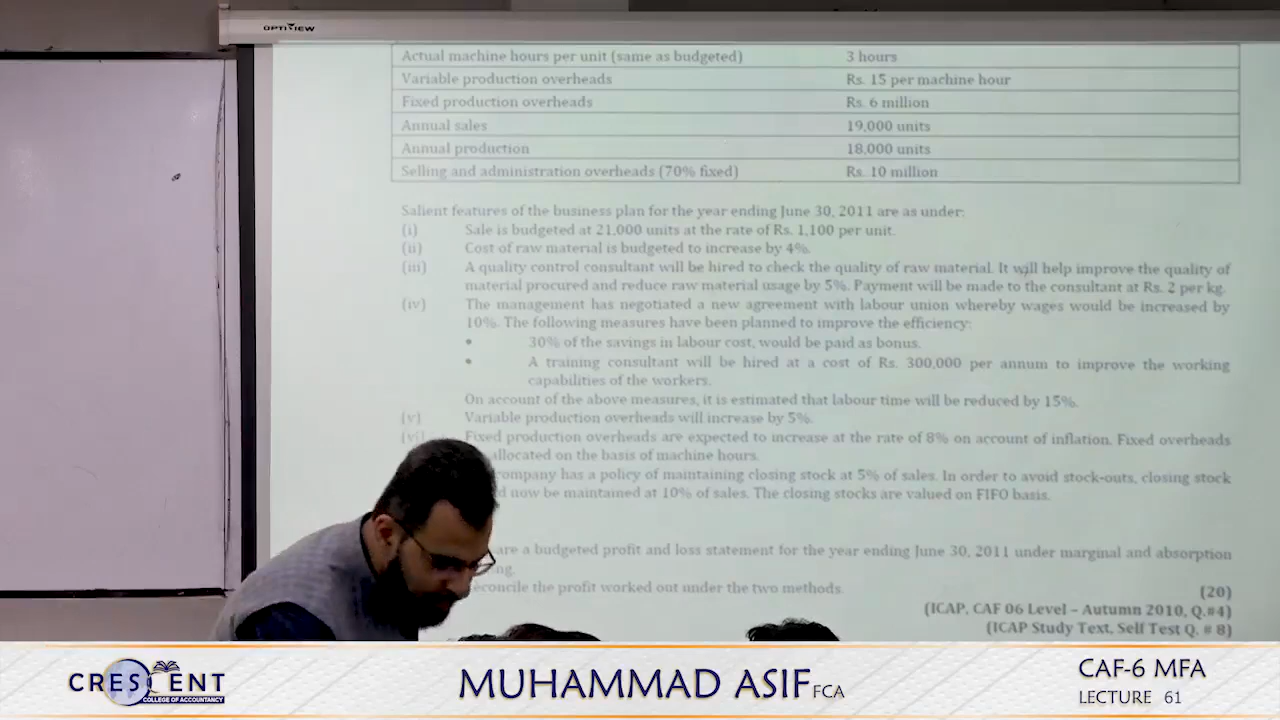 OPTIVIEW
Actual machine hours per unit (same as budgeted) 3 hours
Variable production overheads Rs. 15 per machine hour
Fixed production overheads Rs. 6 million
Annual sales 19,000 units
Annual production 18,000 units
Selling and administration overheads (70% fixed) Rs. 10 million
Salient features of the business plan for the year ending June 30, 2011 are as under:
(i) Sale is budgeted at 21,000 units at the rate of Rs. 1,100 per unit.
(ii) Cost of raw material is budgeted to increase by 4%.
(iii) A quality control consultant will be hired to check the quality of raw material. It will help improve the quality of
material procured and reduce raw material usage by 5%. Payment will be made to the consultant at Rs. 2 per kg.
(iv) The management has negotiated a new agreement with labour union whereby wages would be increased by
10%. The following measures have been planned to improve the efficiency:
• 30% of the savings in labour cost, would be paid as bonus.
• A training consultant will be hired at a cost of Rs. 300,000 per annum to improve the working
capabilities of the workers.
On account of the above measures, it is estimated that labour time will be reduced by 15%.
(v) Variable production overheads will increase by 5%.
(vi) Fixed production overheads are expected to increase at the rate of 8% on account of inflation. Fixed overheads
allocated on the basis of machine hours.
company has a policy of maintaining closing stock at 5% of sales. In order to avoid stock-outs, closing stock
now be maintained at 10% of sales. The closing stocks are valued on FIFO basis.
a budgeted profit and loss statement for the year ending June 30, 2011 under marginal and absorption
econcile the profit worked out under the two methods. (20)
(ICAP, CAF 06 Level – Autumn 2010, Q.#4)
(ICAP Study Text, Self Test Q. # 8)
CRESCENT
COLLEGE OF ACCOUNTANCY
MUHAMMAD ASIF FCA
CAF-6 MFA
LECTURE 61